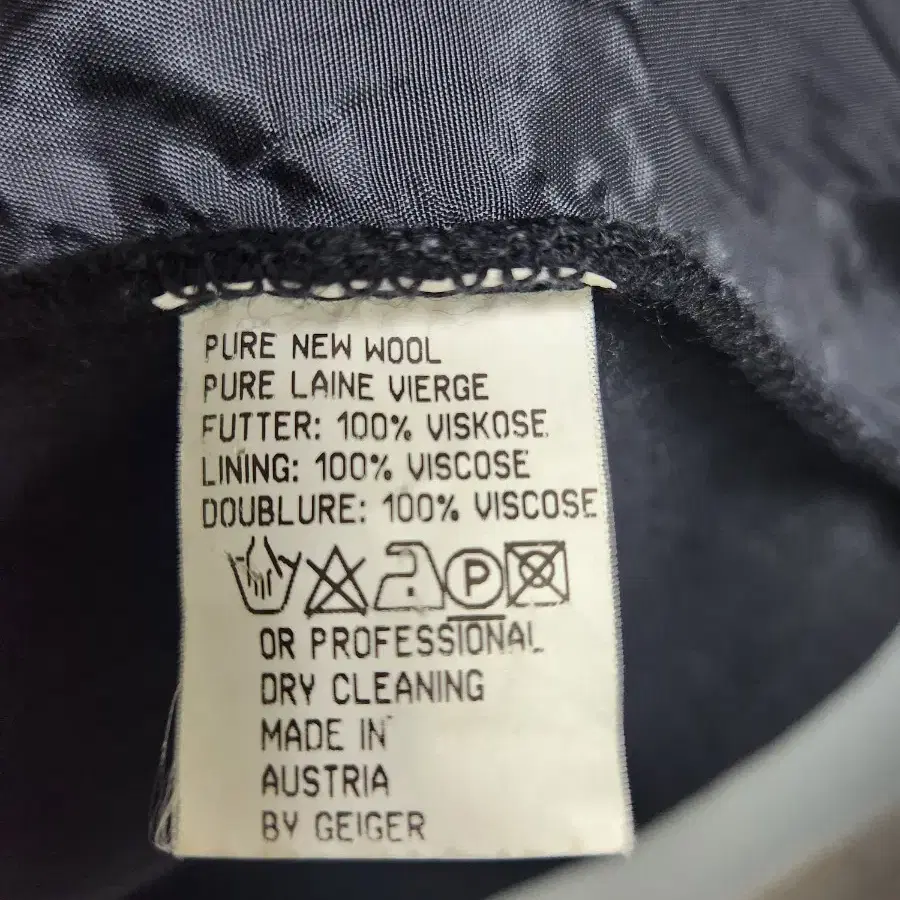 PURE NEW WOOL
PURE LAINE VIERGE
FUTTER: 100% VISKOSE
LINING: 100% VISCOSE
DOUBLURE: 100% VISCOSE
P
OR PROFESSIONAL
DRY CLEANING
MADE IN
AUSTRIA
BY GEIGER